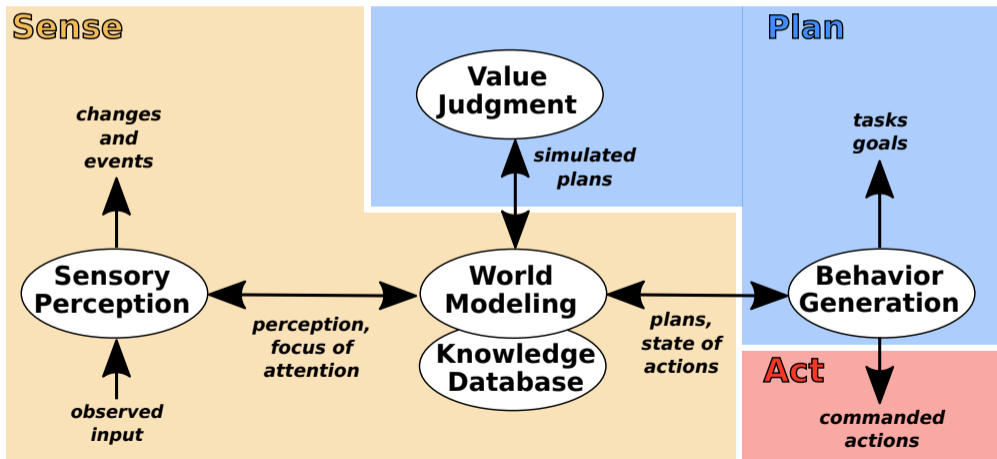 Sense
Plan
Value
Judgment
changes
and
events
tasks
goals
simulated
plans
Sensory
Perception
World
Modeling
Behavior
Generation
perception,
focus of
attention
plans,
state of
actions
Knowledge
Database
Act
observed
input
commanded
actions